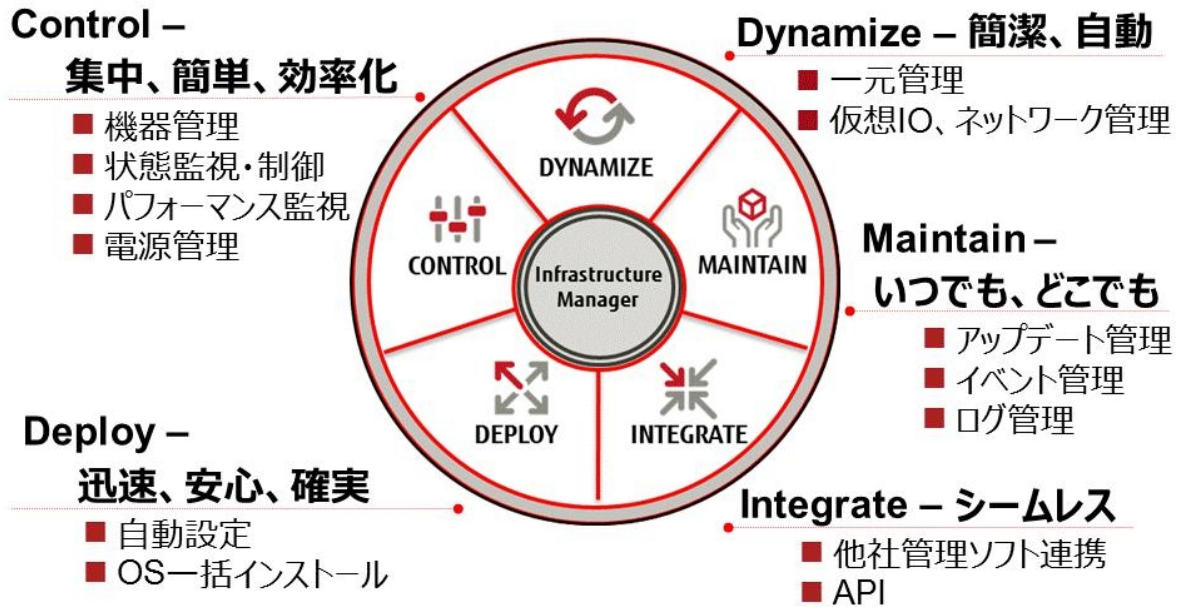 Control –
集中、簡単、効率化
■ 機器管理
■ 状態監視・制御
■ パフォーマンス監視
■ 電源管理
Dynamize – 簡潔、自動
■ 一元管理
■ 仮想IO、ネットワーク管理
DYNAMIZE
CONTROL
MAINTAIN
Infrastructure
Manager
DEPLOY
INTEGRATE
Maintain –
いつでも、どこでも
■ アップデート管理
■ イベント管理
■ ログ管理
Deploy –
迅速、安心、確実
■ 自動設定
■ OS一括インストール
Integrate – シームレス
■ 他社管理ソフト連携
■ API